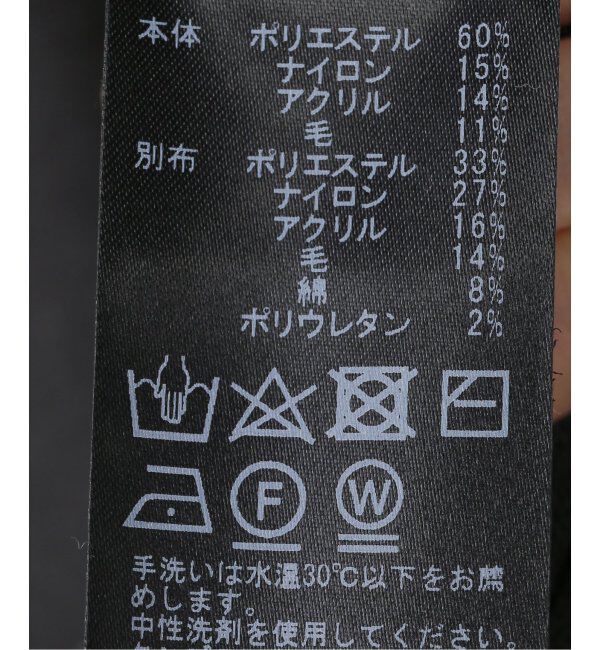 本体 ポリエステル 60%
ナイロン 15%
アクリル 14%
毛 11%
別布 ポリエステル 33%
ナイロン 27%
アクリル 16%
毛 14%
綿 8%
ポリウレタン 2%
F W
手洗いは水温30℃以下をお薦
めします。
中性洗剤を使用してください。